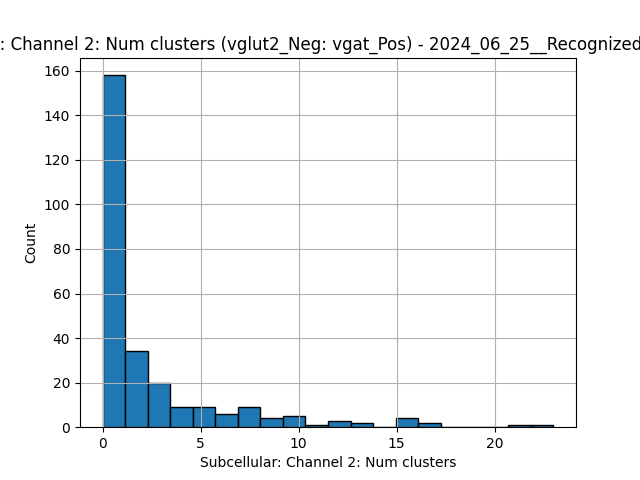 : Channel 2: Num clusters (vglut2_Neg: vgat_Pos) - 2024_06_25__Recognized
160
140
120
100
80
60
40
20
0
Count
0 5 10 15 20
Subcellular: Channel 2: Num clusters